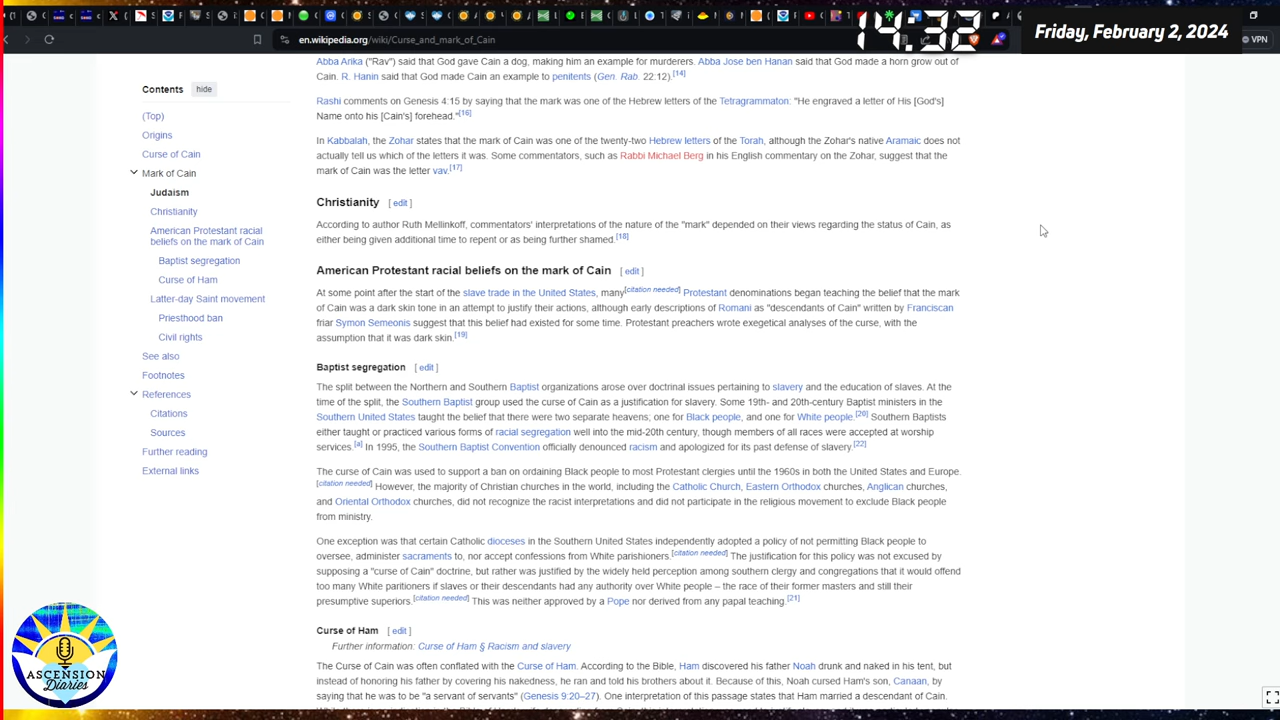 14:32
Friday, February 2, 2024
en.wikipedia.org/wiki/Curse_and_mark_of_Cain
VPN
Contents hide
(Top)
Origins
Curse of Cain
Mark of Cain
Judaism
Christianity
American Protestant racial
beliefs on the mark of Cain
Baptist segregation
Curse of Ham
Latter-day Saint movement
Priesthood ban
Civil rights
See also
Footnotes
References
Citations
Sources
Further reading
External links
Abba Arika ("Rav") said that God gave Cain a dog, making him an example for murderers. Abba Jose ben Hanan said that God made a horn grow out of
Cain. R. Hanin said that God made Cain an example to penitents (Gen. Rab. 22:12).[14]
Rashi comments on Genesis 4:15 by saying that the mark was one of the Hebrew letters of the Tetragrammaton: "He engraved a letter of His [God's]
Name onto his [Cain's] forehead."[16]
In Kabbalah, the Zohar states that the mark of Cain was one of the twenty-two Hebrew letters of the Torah, although the Zohar's native Aramaic does not
actually tell us which of the letters it was. Some commentators, such as Rabbi Michael Berg in his English commentary on the Zohar, suggest that the
mark of Cain was the letter vav.[17]
Christianity [ edit ]
According to author Ruth Mellinkoff, commentators' interpretations of the nature of the "mark" depended on their views regarding the status of Cain, as
either being given additional time to repent or as being further shamed.[18]
American Protestant racial beliefs on the mark of Cain [ edit ]
At some point after the start of the slave trade in the United States, many[citation needed] Protestant denominations began teaching the belief that the mark
of Cain was a dark skin tone in an attempt to justify their actions, although early descriptions of Romani as "descendants of Cain" written by Franciscan
friar Symon Semeonis suggest that this belief had existed for some time. Protestant preachers wrote exegetical analyses of the curse, with the
assumption that it was dark skin.[19]
Baptist segregation [ edit ]
The split between the Northern and Southern Baptist organizations arose over doctrinal issues pertaining to slavery and the education of slaves. At the
time of the split, the Southern Baptist group used the curse of Cain as a justification for slavery. Some 19th- and 20th-century Baptist ministers in the
Southern United States taught the belief that there were two separate heavens; one for Black people, and one for White people.[20] Southern Baptists
either taught or practiced various forms of racial segregation well into the mid-20th century, though members of all races were accepted at worship
services.[a] In 1995, the Southern Baptist Convention officially denounced racism and apologized for its past defense of slavery.[22]
The curse of Cain was used to support a ban on ordaining Black people to most Protestant clergies until the 1960s in both the United States and Europe.
[citation needed] However, the majority of Christian churches in the world, including the Catholic Church, Eastern Orthodox churches, Anglican churches,
and Oriental Orthodox churches, did not recognize the racist interpretations and did not participate in the religious movement to exclude Black people
from ministry.
One exception was that certain Catholic dioceses in the Southern United States independently adopted a policy of not permitting Black people to
oversee, administer sacraments to, nor accept confessions from White parishioners.[citation needed] The justification for this policy was not excused by
supposing a "curse of Cain" doctrine, but rather was justified by the widely held perception among southern clergy and congregations that it would offend
too many White paritioners if slaves or their descendants had any authority over White people – the race of their former masters and still their
presumptive superiors.[citation needed] This was neither approved by a Pope nor derived from any papal teaching.[21]
Curse of Ham [ edit ]
Further information: Curse of Ham § Racism and slavery
The Curse of Cain was often conflated with the Curse of Ham. According to the Bible, Ham discovered his father Noah drunk and naked in his tent, but
instead of honoring his father by covering his nakedness, he ran and told his brothers about it. Because of this, Noah cursed Ham's son, Canaan, by
saying that he was to be "a servant of servants" (Genesis 9:20–27). One interpretation of this passage states that Ham married a descendant of Cain.
ASCENSION
Diaries